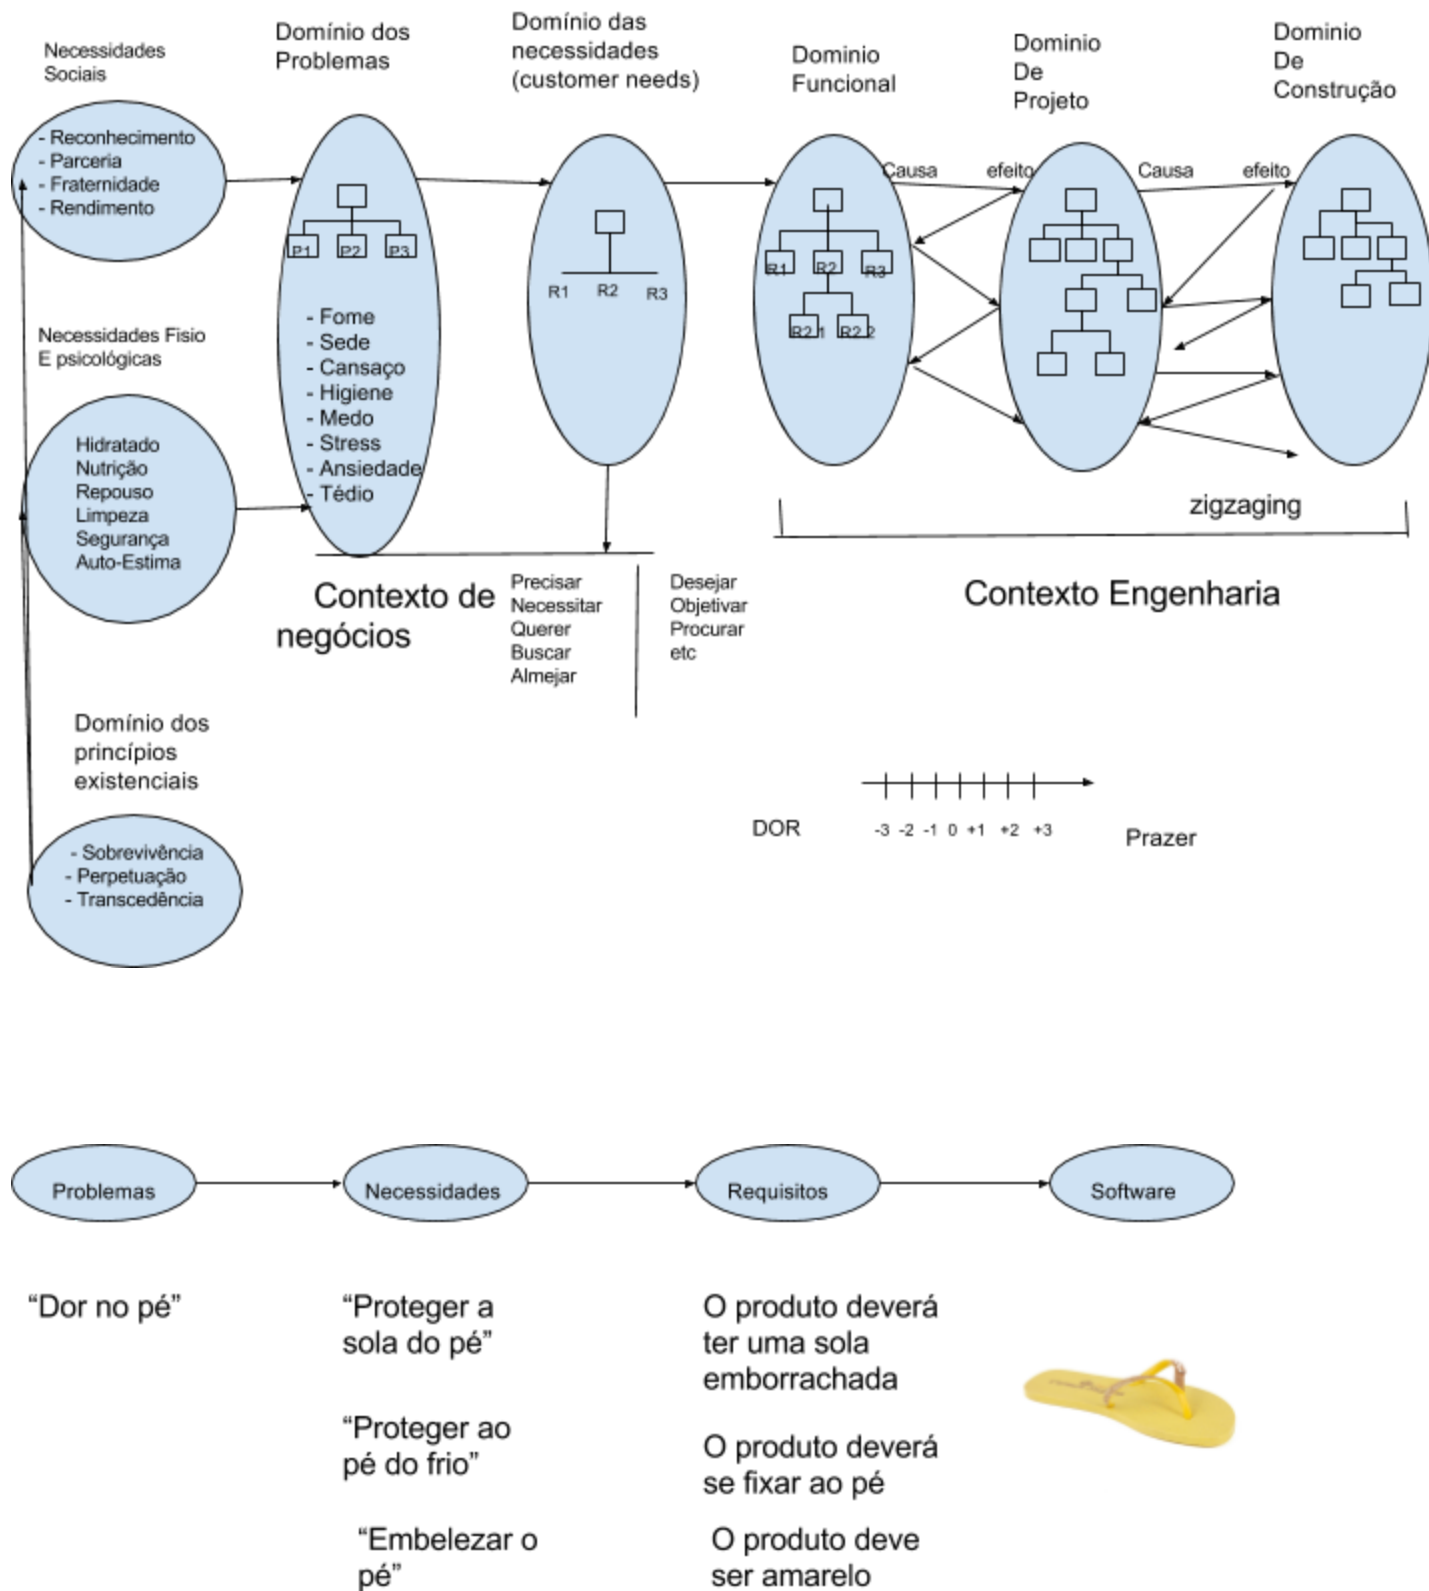 Necessidades
Sociais
- Reconhecimento
- Parceria
- Fraternidade
- Rendimento
Necessidades Fisio
E psicológicas
Hidratado
Nutrição
Repouso
Limpeza
Segurança
Auto-Estima
Domínio dos
princípios
existenciais
- Sobrevivência
- Perpetuação
- Transcedência
Domínio dos
Problemas
P1
P2
P3
- Fome
- Sede
- Cansaço
- Higiene
- Medo
- Stress
- Ansiedade
- Tédio
Domínio das
necessidades
(customer needs)
R1
R2
R3
Contexto de
negócios
Precisar
Necessitar
Querer
Buscar
Almejar
Desejar
Objetivar
Procurar
etc
Dominio
Funcional
R1
R2
R3
R2.1
R2.2
Causa
efeito
Dominio
De
Projeto
Causa
efeito
Dominio
De
Construção
zigzaging
Contexto Engenharia
DOR
-3 -2 -1 0 +1 +2 +3
Prazer
Problemas
Necessidades
Requisitos
Software
“Dor no pé”
“Proteger a
sola do pé”
“Proteger ao
pé do frio”
“Embelezar o
pé”
O produto deverá
ter uma sola
emborrachada
O produto deverá
se fixar ao pé
O produto deve
ser amarelo